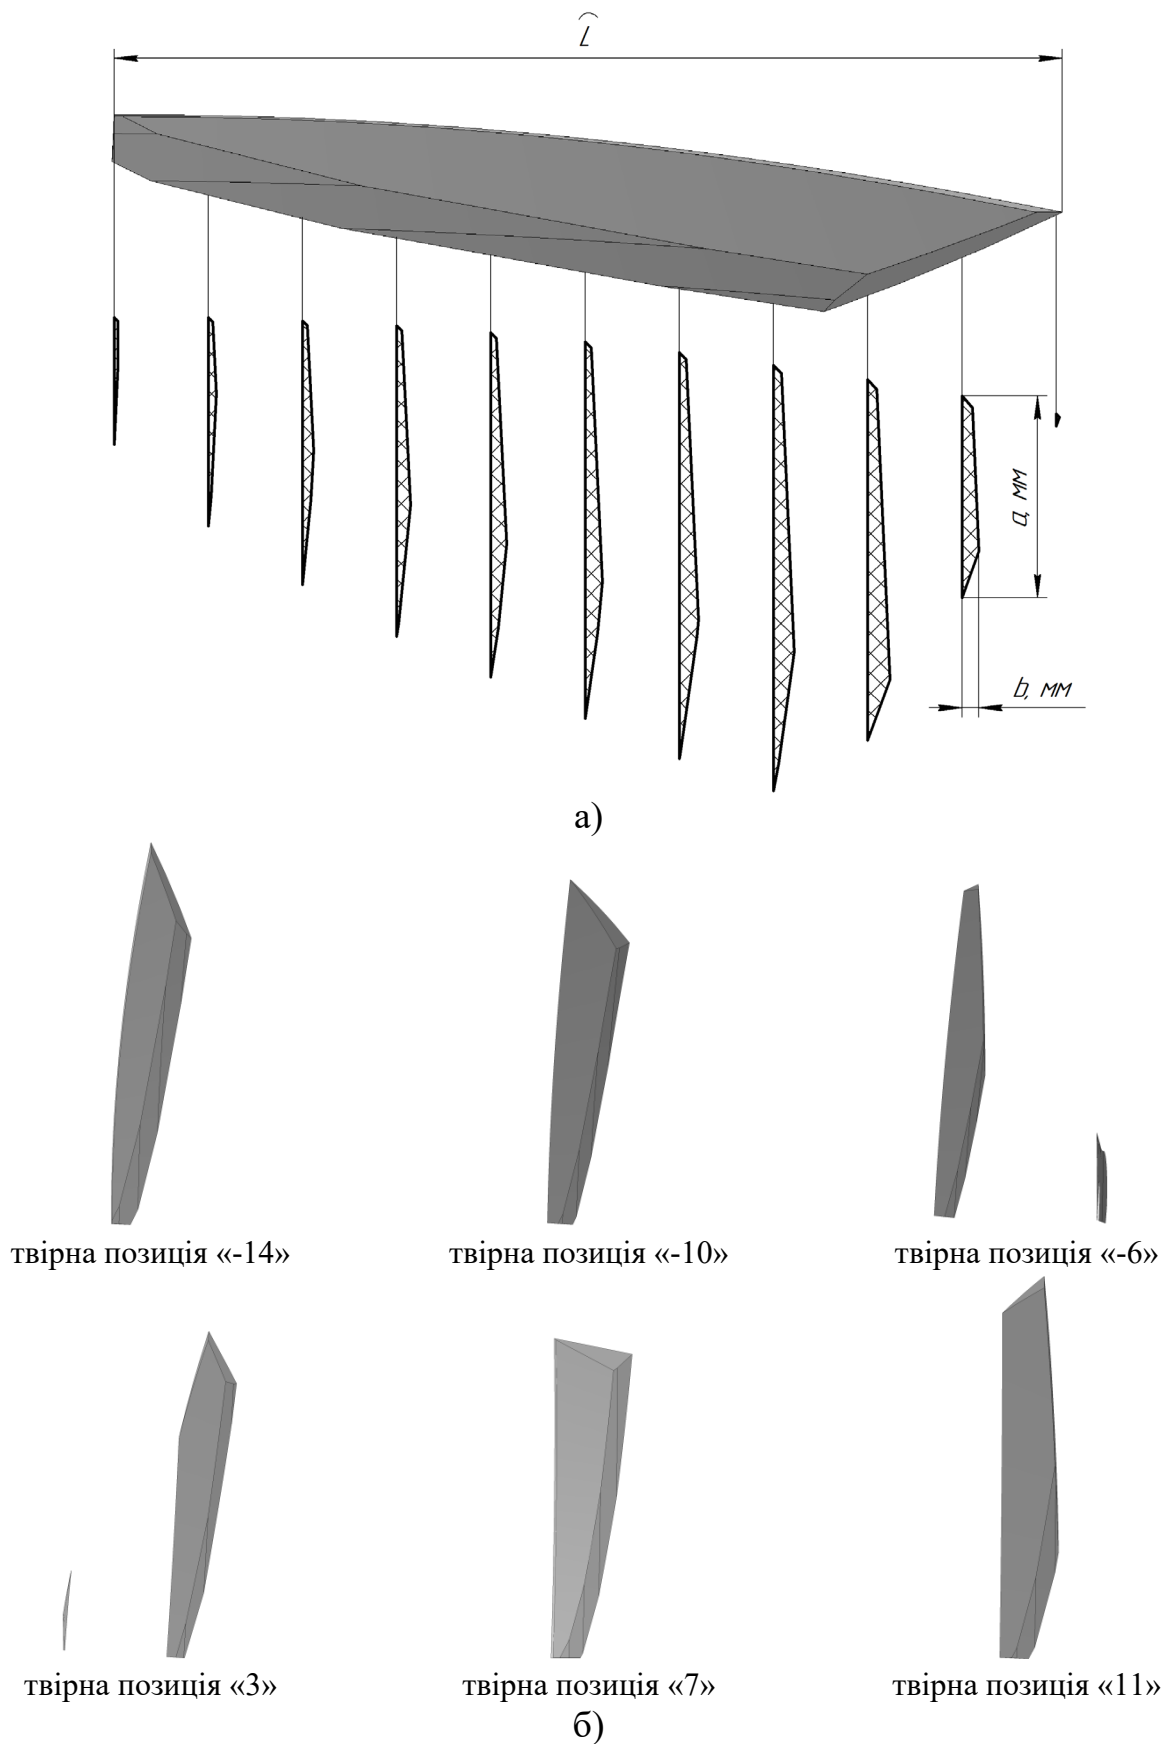 L
a, мм
b, мм
а)
твірна позиція «-14» твірна позиція «-10» твірна позиція «-6»
твірна позиція «3» твірна позиція «7» твірна позиція «11»
б)